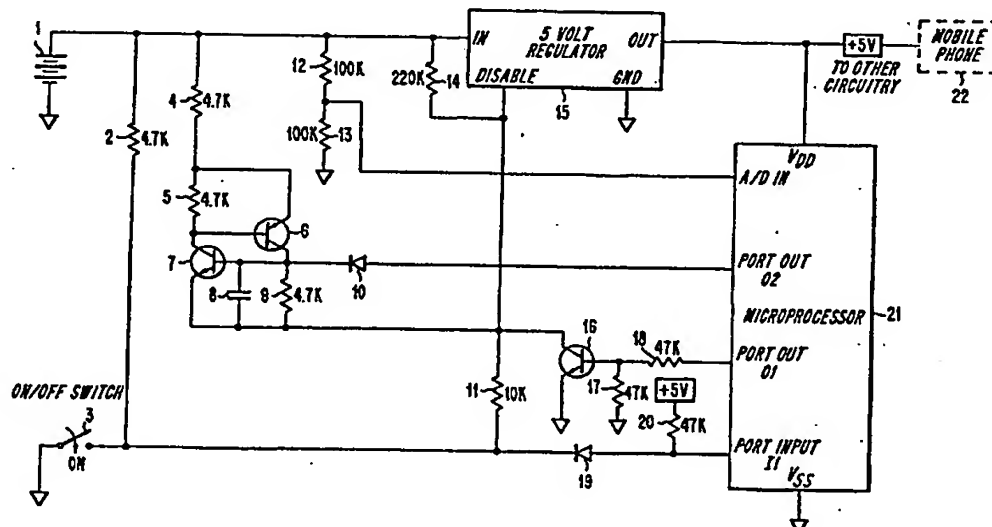 1
IN
5 VOLT
REGULATOR
OUT
DISABLE
GND
15
+5V
TO OTHER
CIRCUITRY
MOBILE
PHONE
22
12
100K
220K
14
4
4.7K
100K
13
2
4.7K
5
4.7K
6
7
8
9
4.7K
10
VDD
A/D IN
PORT OUT
02
MICROPROCESSOR
21
16
18
47K
PORT OUT
01
17
47K
+5V
20
47K
11
10K
ON/OFF SWITCH
3
ON
19
PORT INPUT
I1
VSS